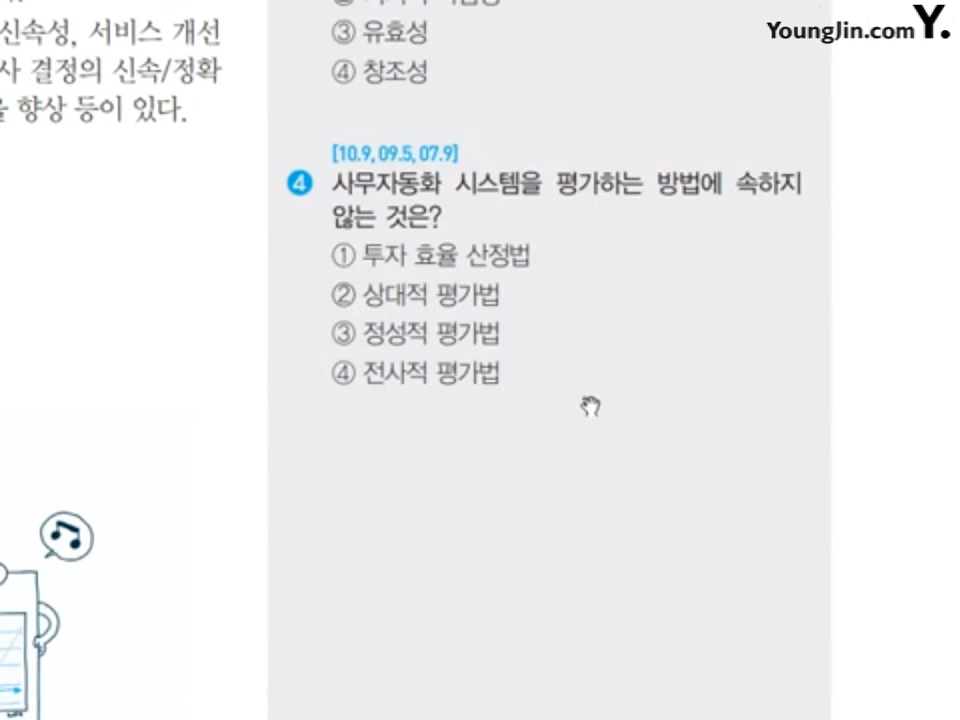 신속성, 서비스 개선
사 결정의 신속/정확
향상 등이 있다.
③ 유효성
④ 창조성
YoungJin.com Y.
[10.9, 09.5, 07.9]
④ 사무자동화 시스템을 평가하는 방법에 속하지
않는 것은?
① 투자 효율 산정법
② 상대적 평가법
③ 정성적 평가법
④ 전사적 평가법